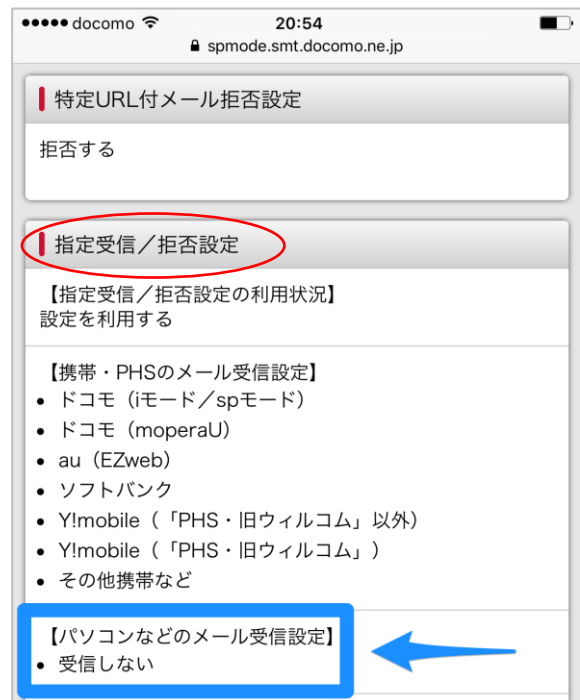 docomo 20:54
spmode.smt.docomo.ne.jp
特定URL付メール拒否設定
拒否する
指定受信／拒否設定
【指定受信／拒否設定の利用状況】
設定を利用する
【携帯・PHSのメール受信設定】
• ドコモ（iモード／spモード）
• ドコモ（moperaU）
• au（EZweb）
• ソフトバンク
• Y!mobile（「PHS・旧ウィルコム」以外）
• Y!mobile（「PHS・旧ウィルコム」）
• その他携帯など
【パソコンなどのメール受信設定】
• 受信しない